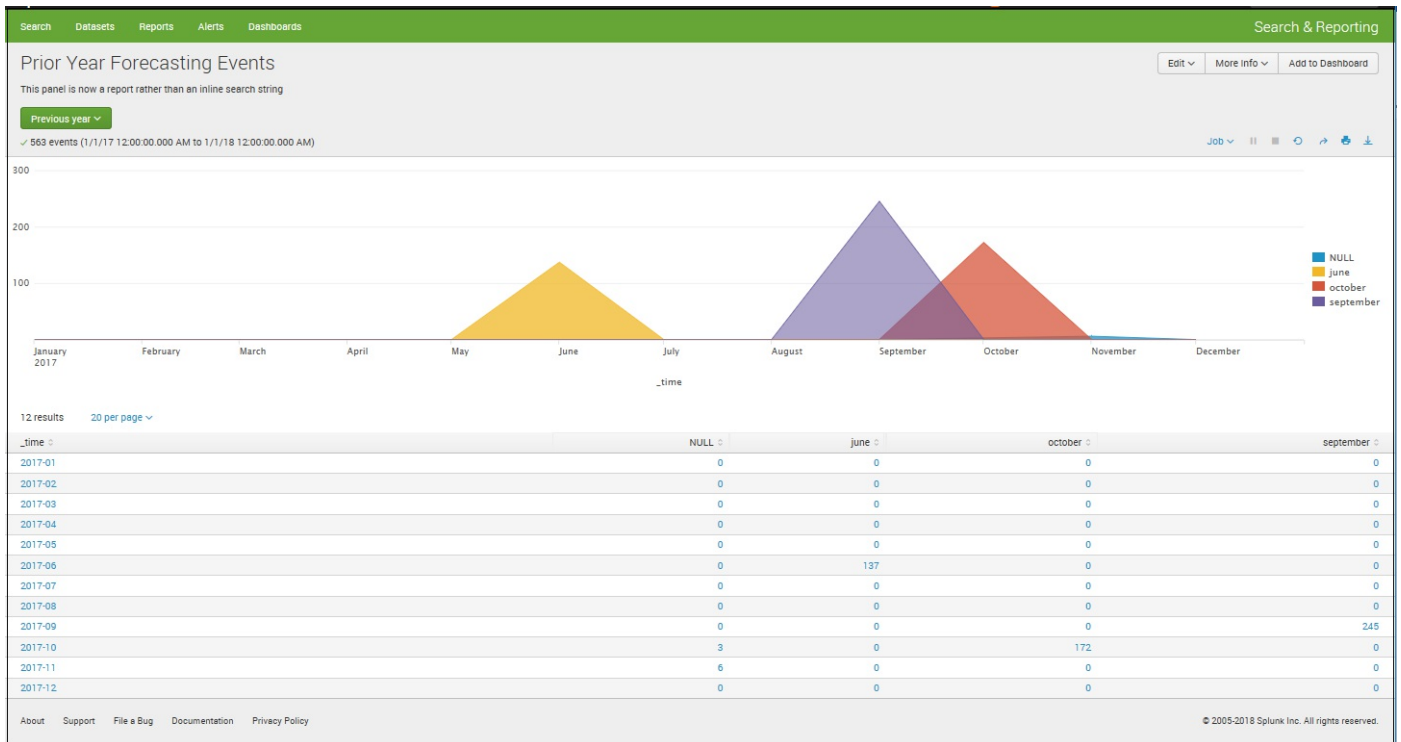 Search Datasets Reports Alerts Dashboards Search & Reporting
Prior Year Forecasting Events Edit More Info Add to Dashboard
This panel is now a report rather than an inline search string
Previous year
✓ 563 events (1/1/17 12:00:00.000 AM to 1/1/18 12:00:00.000 AM) Job
300
200
100
NULL
june
october
september
January February March April May June July August September October November December
2017
_time
12 results 20 per page
_time NULL june october september
2017-01 0 0 0 0
2017-02 0 0 0 0
2017-03 0 0 0 0
2017-04 0 0 0 0
2017-05 0 0 0 0
2017-06 0 137 0 0
2017-07 0 0 0 0
2017-08 0 0 0 0
2017-09 0 0 0 245
2017-10 3 0 172 0
2017-11 6 0 0 0
2017-12 0 0 0 0
About Support File a Bug Documentation Privacy Policy © 2005-2018 Splunk Inc. All rights reserved.